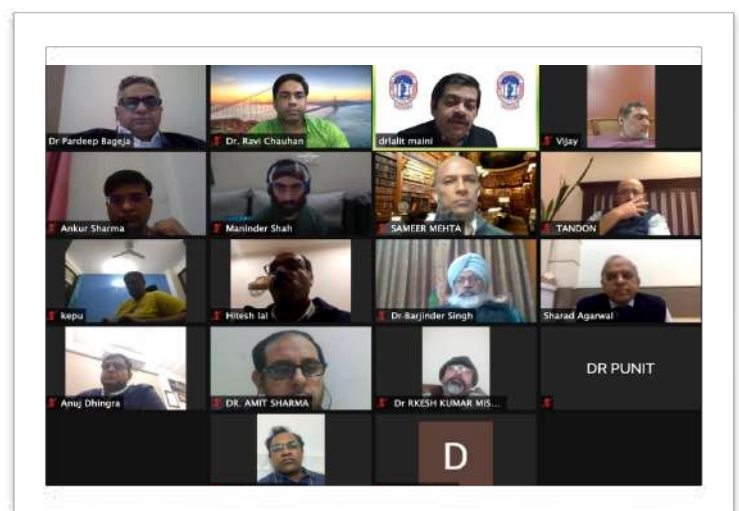 Dr Pardeep Bageja
Dr. Ravi Chauhan
drlalit maini
Vijay
Ankur Sharma
Maninder Shah
SAMEER MEHTA
TANDON
kepu
Hitesh lal
Dr Barjinder Singh
Sharad Agarwal
Anuj Dhingra
DR. AMIT SHARMA
Dr RKESH KUMAR MIS...
DR PUNIT
D